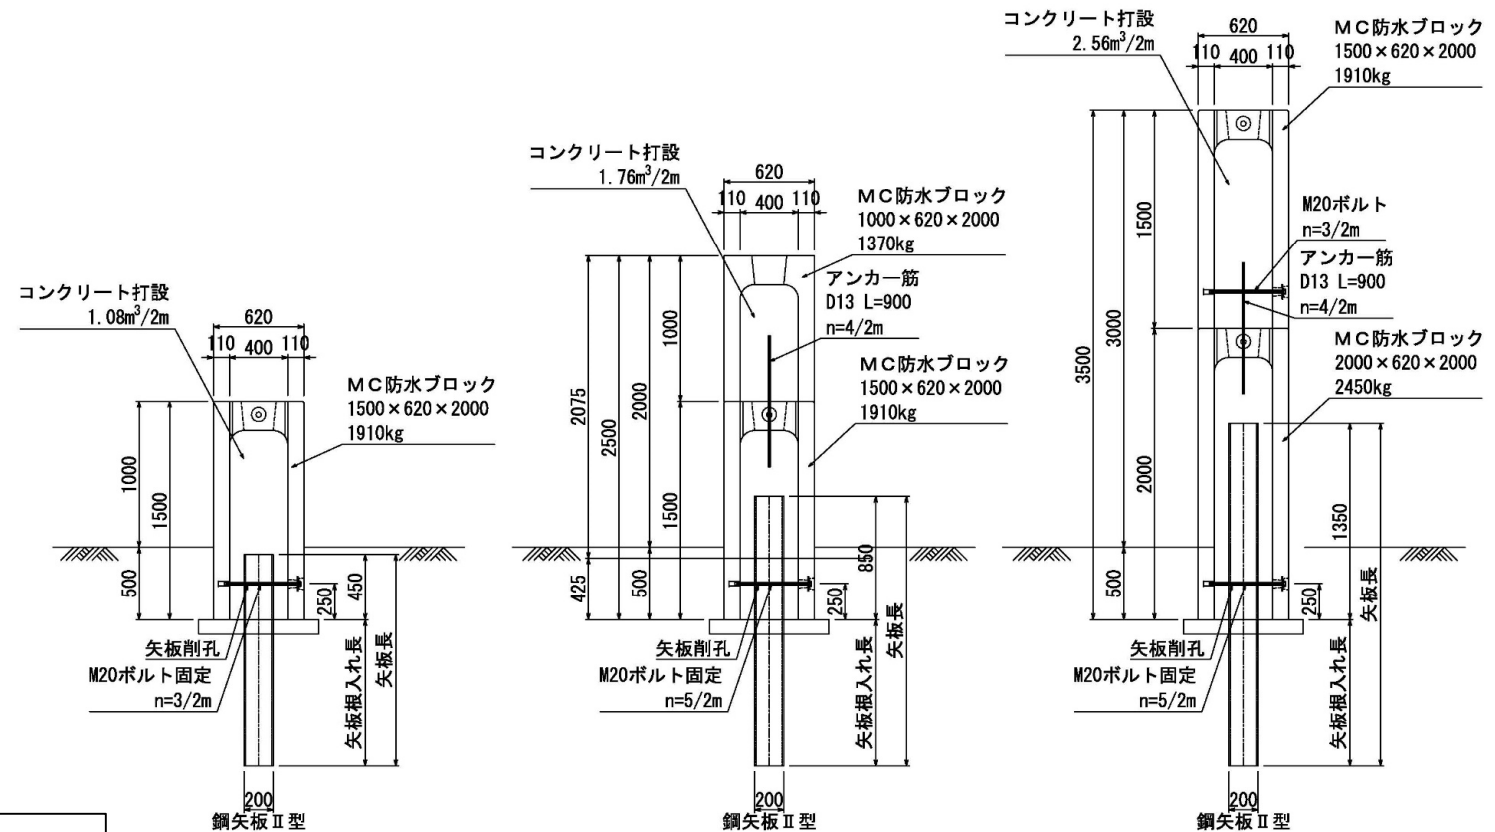 コンクリート打設
1.08m³/2m
620
110
400
110
MC防水ブロック
1500×620×2000
1910kg
1000
1500
500
450
250
矢板削孔
M20ボルト固定
n=3/2m
矢板根入れ長
矢板長
200
鋼矢板Ⅱ型
コンクリート打設
1.76m³/2m
620
110
400
110
MC防水ブロック
1000×620×2000
1370kg
アンカー筋
D13 L=900
n=4/2m
MC防水ブロック
1500×620×2000
1910kg
2075
2500
2000
1000
1500
425
500
850
250
矢板削孔
M20ボルト固定
n=5/2m
矢板根入れ長
矢板長
200
鋼矢板Ⅱ型
コンクリート打設
2.56m³/2m
620
110
400
110
MC防水ブロック
1500×620×2000
1910kg
M20ボルト
n=3/2m
アンカー筋
D13 L=900
n=4/2m
MC防水ブロック
2000×620×2000
2450kg
3500
3000
1500
2000
500
1350
250
矢板削孔
M20ボルト固定
n=5/2m
矢板根入れ長
矢板長
200
鋼矢板Ⅱ型